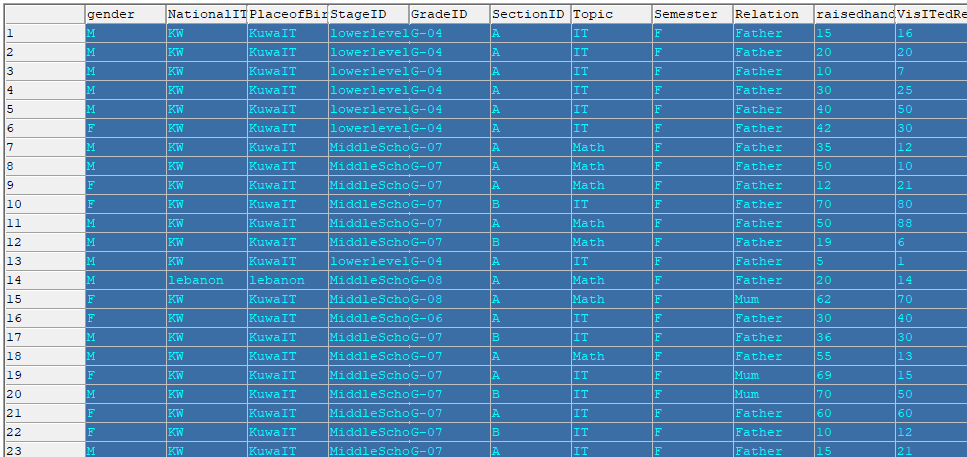 gender NationalIT PlaceofBir StageID GradeID SectionID Topic Semester Relation raisedhand VisITedRe
1 M KW KuwaIT lowerlevel G-04 A IT F Father 15 16
2 M KW KuwaIT lowerlevel G-04 A IT F Father 20 20
3 M KW KuwaIT lowerlevel G-04 A IT F Father 10 7
4 M KW KuwaIT lowerlevel G-04 A IT F Father 30 25
5 M KW KuwaIT lowerlevel G-04 A IT F Father 40 50
6 F KW KuwaIT lowerlevel G-04 A IT F Father 42 30
7 M KW KuwaIT MiddleScho G-07 A Math F Father 35 12
8 M KW KuwaIT MiddleScho G-07 A Math F Father 50 10
9 F KW KuwaIT MiddleScho G-07 A Math F Father 12 21
10 F KW KuwaIT MiddleScho G-07 B IT F Father 70 80
11 M KW KuwaIT MiddleScho G-07 A Math F Father 50 88
12 M KW KuwaIT MiddleScho G-07 B Math F Father 19 6
13 M KW KuwaIT lowerlevel G-04 A IT F Father 5 1
14 M lebanon lebanon MiddleScho G-08 A Math F Father 20 14
15 F KW KuwaIT MiddleScho G-08 A Math F Mum 62 70
16 F KW KuwaIT MiddleScho G-06 A IT F Father 30 40
17 M KW KuwaIT MiddleScho G-07 B IT F Father 36 30
18 M KW KuwaIT MiddleScho G-07 A Math F Father 55 13
19 F KW KuwaIT MiddleScho G-07 A IT F Mum 69 15
20 M KW KuwaIT MiddleScho G-07 B IT F Mum 70 50
21 F KW KuwaIT MiddleScho G-07 A IT F Father 60 60
22 F KW KuwaIT MiddleScho G-07 B IT F Father 10 12
23 M KW KuwaIT MiddleScho G-07 A IT F Father 15 21